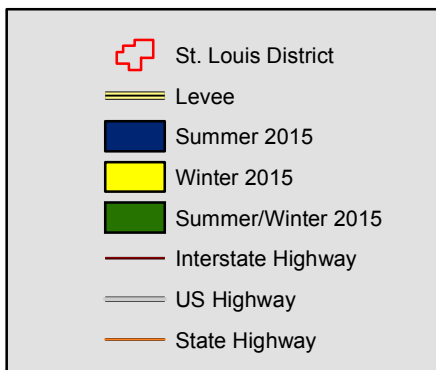 St. Louis District
Levee
Summer 2015
Winter 2015
Summer/Winter 2015
Interstate Highway
US Highway
State Highway